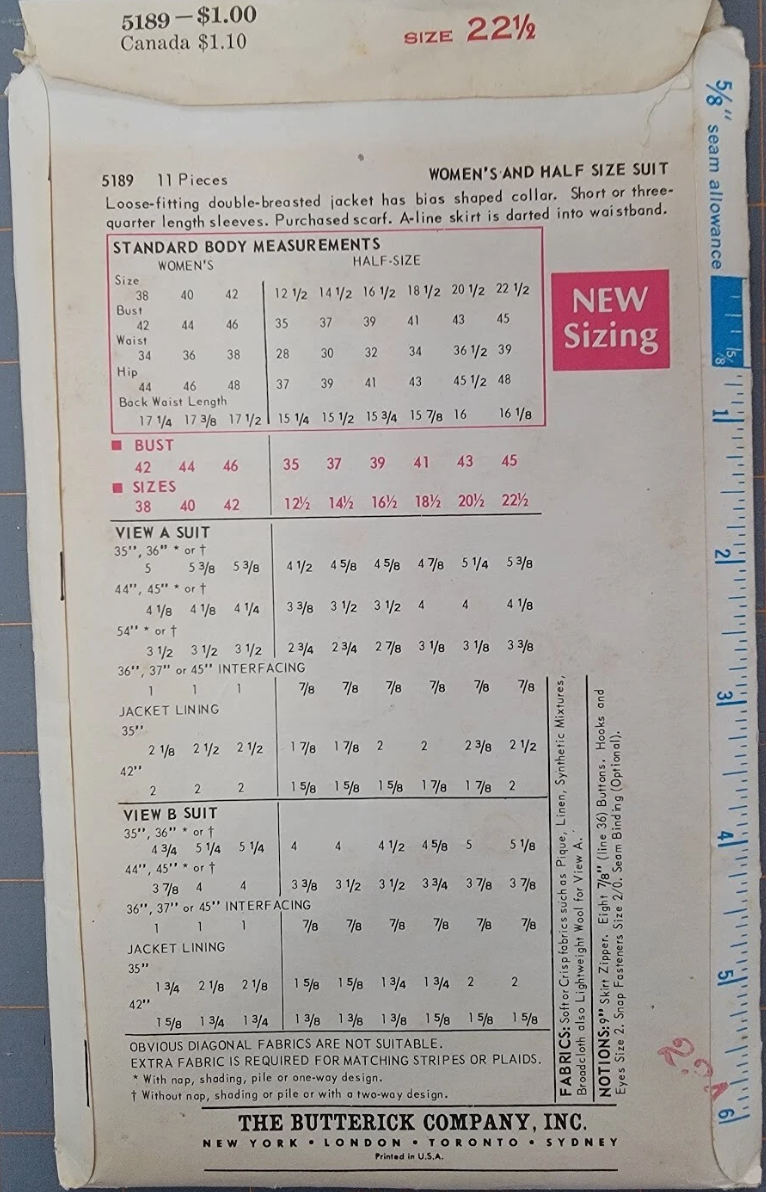 5189 — $1.00
Canada $1.10
SIZE 22½
5/8" seam allowance
5189 11 Pieces
WOMEN'S AND HALF SIZE SUIT
Loose-fitting double-breasted jacket has bias shaped collar. Short or three-
quarter length sleeves. Purchased scarf. A-line skirt is darted into waistband.
STANDARD BODY MEASUREMENTS
WOMEN'S HALF-SIZE
Size
38 40 42 12 1/2 14 1/2 16 1/2 18 1/2 20 1/2 22 1/2
Bust
42 44 46 35 37 39 41 43 45
Waist
34 36 38 28 30 32 34 36 1/2 39
Hip
44 46 48 37 39 41 43 45 1/2 48
Back Waist Length
17 1/4 17 3/8 17 1/2 15 1/4 15 1/2 15 3/4 15 7/8 16 16 1/8
NEW
Sizing
■ BUST
42 44 46 35 37 39 41 43 45
■ SIZES
38 40 42 12½ 14½ 16½ 18½ 20½ 22½
VIEW A SUIT
35", 36" * or †
5 5 3/8 5 3/8 4 1/2 4 5/8 4 5/8 4 7/8 5 1/4 5 3/8
44", 45" * or †
4 1/8 4 1/8 4 1/4 3 3/8 3 1/2 3 1/2 4 4 4 1/8
54" * or †
3 1/2 3 1/2 3 1/2 2 3/4 2 3/4 2 7/8 3 1/8 3 1/8 3 3/8
36", 37" or 45" INTERFACING
1 1 1 7/8 7/8 7/8 7/8 7/8 7/8
JACKET LINING
35"
2 1/8 2 1/2 2 1/2 1 7/8 1 7/8 2 2 2 3/8 2 1/2
42"
2 2 2 1 5/8 1 5/8 1 5/8 1 7/8 1 7/8 2
VIEW B SUIT
35", 36" * or †
4 3/4 5 1/4 5 1/4 4 4 4 1/2 4 5/8 5 5 1/8
44", 45" * or †
3 7/8 4 4 3 3/8 3 1/2 3 1/2 3 3/4 3 7/8 3 7/8
36", 37" or 45" INTERFACING
1 1 1 7/8 7/8 7/8 7/8 7/8 7/8
JACKET LINING
35"
1 3/4 2 1/8 2 1/8 1 5/8 1 5/8 1 3/4 1 3/4 2 2
42"
1 5/8 1 3/4 1 3/4 1 3/8 1 3/8 1 3/8 1 5/8 1 5/8 1 5/8
OBVIOUS DIAGONAL FABRICS ARE NOT SUITABLE.
EXTRA FABRIC IS REQUIRED FOR MATCHING STRIPES OR PLAIDS.
* With nap, shading, pile or one-way design.
† Without nap, shading or pile or with a two-way design.
FABRICS: Soft or Crisp fabrics such as Pique, Linen, Synthetic Mixtures,
Broadcloth also Lightweight Wool for View A.
NOTIONS: 9" Skirt Zipper. Eight 7/8" (line 36) Buttons. Hooks and
Eyes Size 2. Snap Fasteners Size 2/0. Seam Binding (Optional).
THE BUTTERICK COMPANY, INC.
NEW YORK • LONDON • TORONTO • SYDNEY
Printed in U.S.A.
5/8
1
2
3
4
5
6